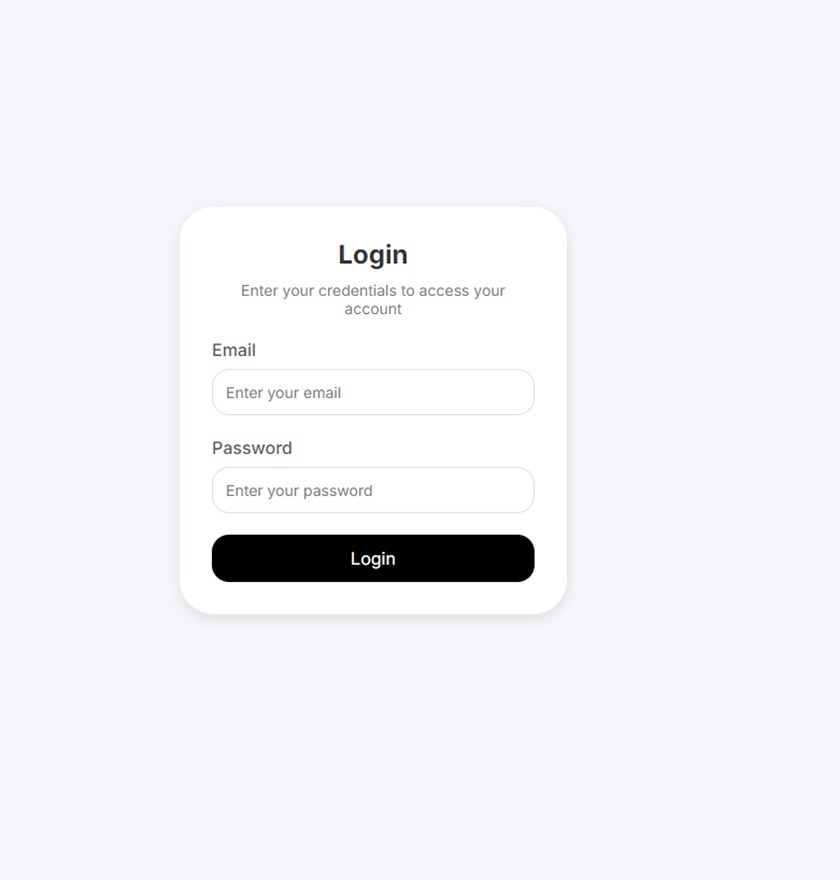 Login
Enter your credentials to access your
account
Email
Enter your email
Password
Enter your password
Login